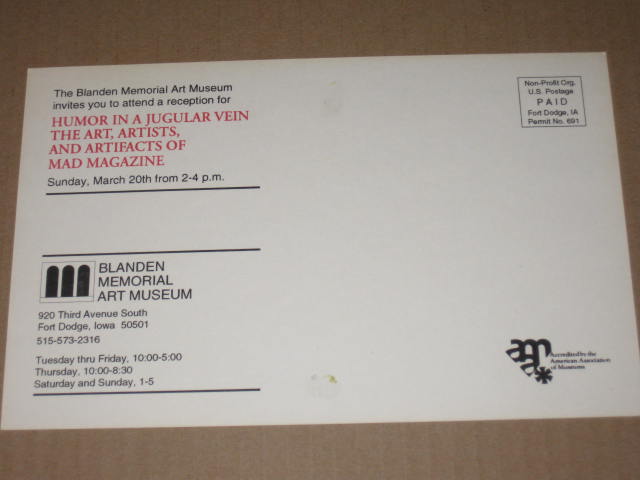 The Blanden Memorial Art Museum
invites you to attend a reception for
HUMOR IN A JUGULAR VEIN
THE ART, ARTISTS,
AND ARTIFACTS OF
MAD MAGAZINE
Sunday, March 20th from 2-4 p.m.
Non-Profit Org.
U.S. Postage
PAID
Fort Dodge, IA
Permit No. 691
BLANDEN
MEMORIAL
ART MUSEUM
920 Third Avenue South
Fort Dodge, Iowa 50501
515-573-2316
Tuesday thru Friday, 10:00-5:00
Thursday, 10:00-8:30
Saturday and Sunday, 1-5
Accredited by the
American Association
of Museums